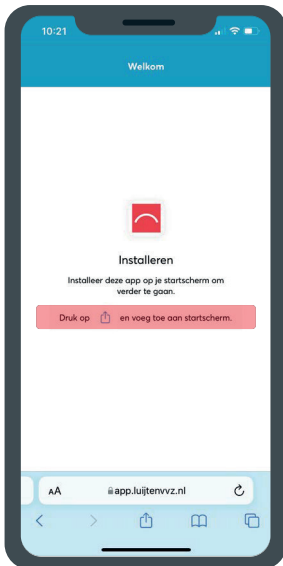 10:21
Welkom
Installeren
Installeer deze app op je startscherm om
verder te gaan.
Druk op en voeg toe aan startscherm.
AA app.luijtenvvz.nl